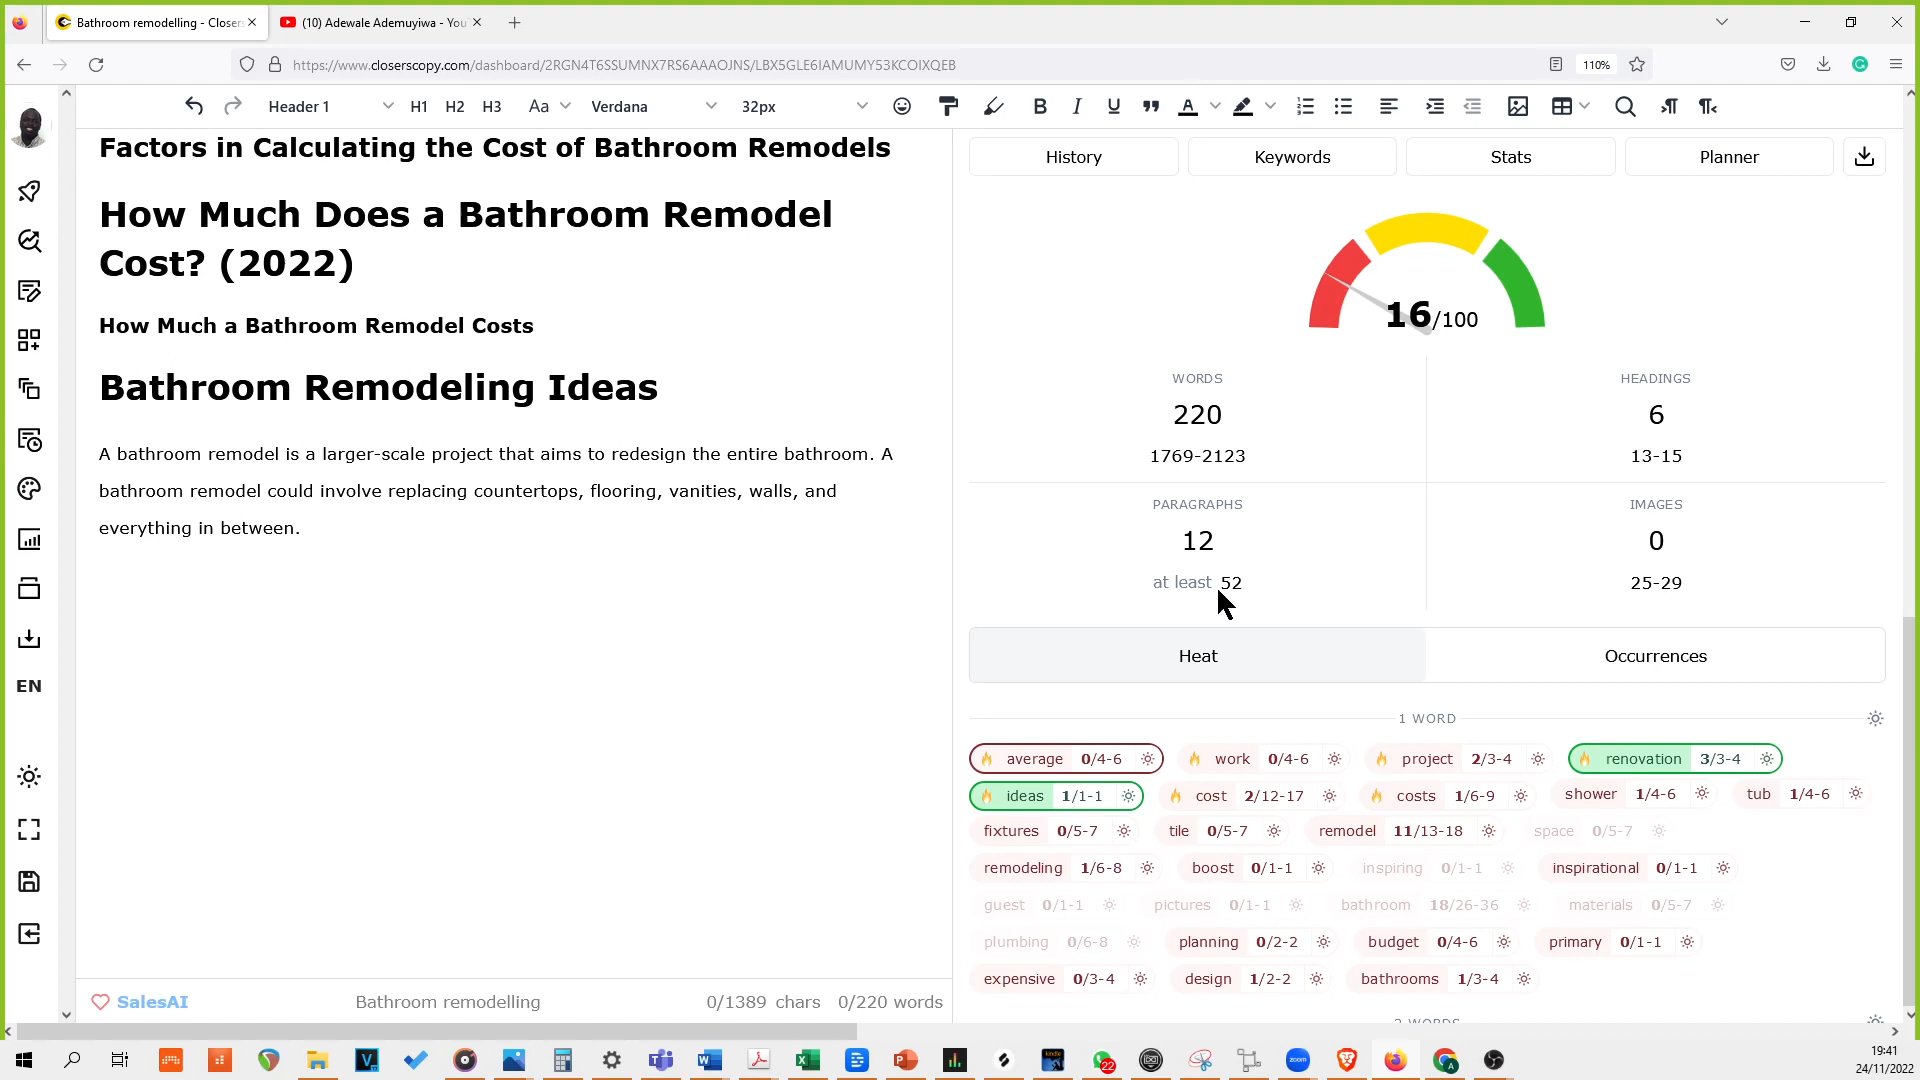 Bathroom remodelling - Closers
(10) Adewale Ademuyiwa - You
https://www.closerscopy.com/dashboard/2RGN4T6SSUMNX7RS6AAAOJNS/LBX5GLE6IAMUMY53KCOIXQEB
110%
Header 1
H1 H2 H3 Aa Verdana 32px
B I U A
Factors in Calculating the Cost of Bathroom Remodels
How Much Does a Bathroom Remodel
Cost? (2022)
How Much a Bathroom Remodel Costs
Bathroom Remodeling Ideas
A bathroom remodel is a larger-scale project that aims to redesign the entire bathroom. A
bathroom remodel could involve replacing countertops, flooring, vanities, walls, and
everything in between.
EN
SalesAI Bathroom remodelling 0/1389 chars 0/220 words
History Keywords Stats Planner
16/100
WORDS
220
1769-2123
HEADINGS
6
13-15
PARAGRAPHS
12
at least 52
IMAGES
0
25-29
Heat Occurrences
1 WORD
average 0/4-6 work 0/4-6 project 2/3-4 renovation 3/3-4
ideas 1/1-1 cost 2/12-17 costs 1/6-9 shower 1/4-6 tub 1/4-6
fixtures 0/5-7 tile 0/5-7 remodel 11/13-18 space 0/5-7
remodeling 1/6-8 boost 0/1-1 inspiring 0/1-1 inspirational 0/1-1
guest 0/1-1 pictures 0/1-1 bathroom 18/26-36 materials 0/5-7
plumbing 0/6-8 planning 0/2-2 budget 0/4-6 primary 0/1-1
expensive 0/3-4 design 1/2-2 bathrooms 1/3-4
2 WORDS
22
zoom
kindle
19:41
24/11/2022